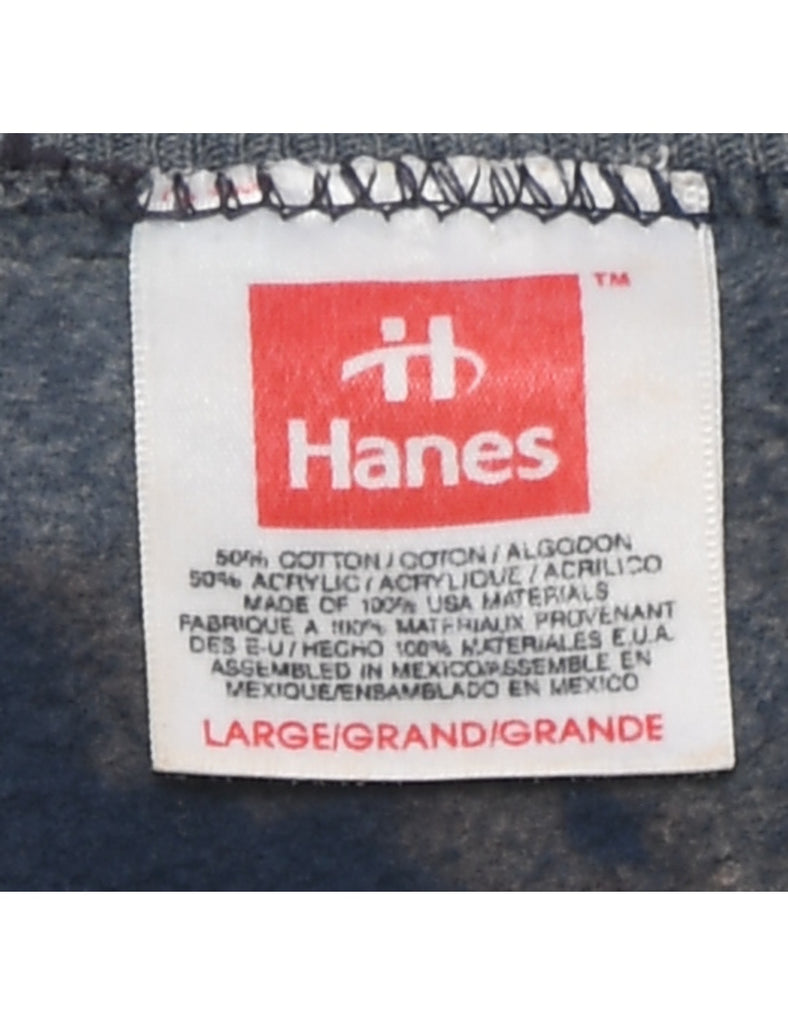 TM
H
Hanes
50% COTTON / COTON / ALGODON
50% ACRYLIC / ACRYLIQUE / ACRILICO
MADE OF 100% USA MATERIALS
FABRIQUE A 100% MATERIAUX PROVENANT
DES E-U / HECHO 100% MATERIALES E.U.A.
ASSEMBLED IN MEXICO/ASSEMBLE EN
MEXIQUE/ENSAMBLADO EN MEXICO
LARGE/GRAND/GRANDE